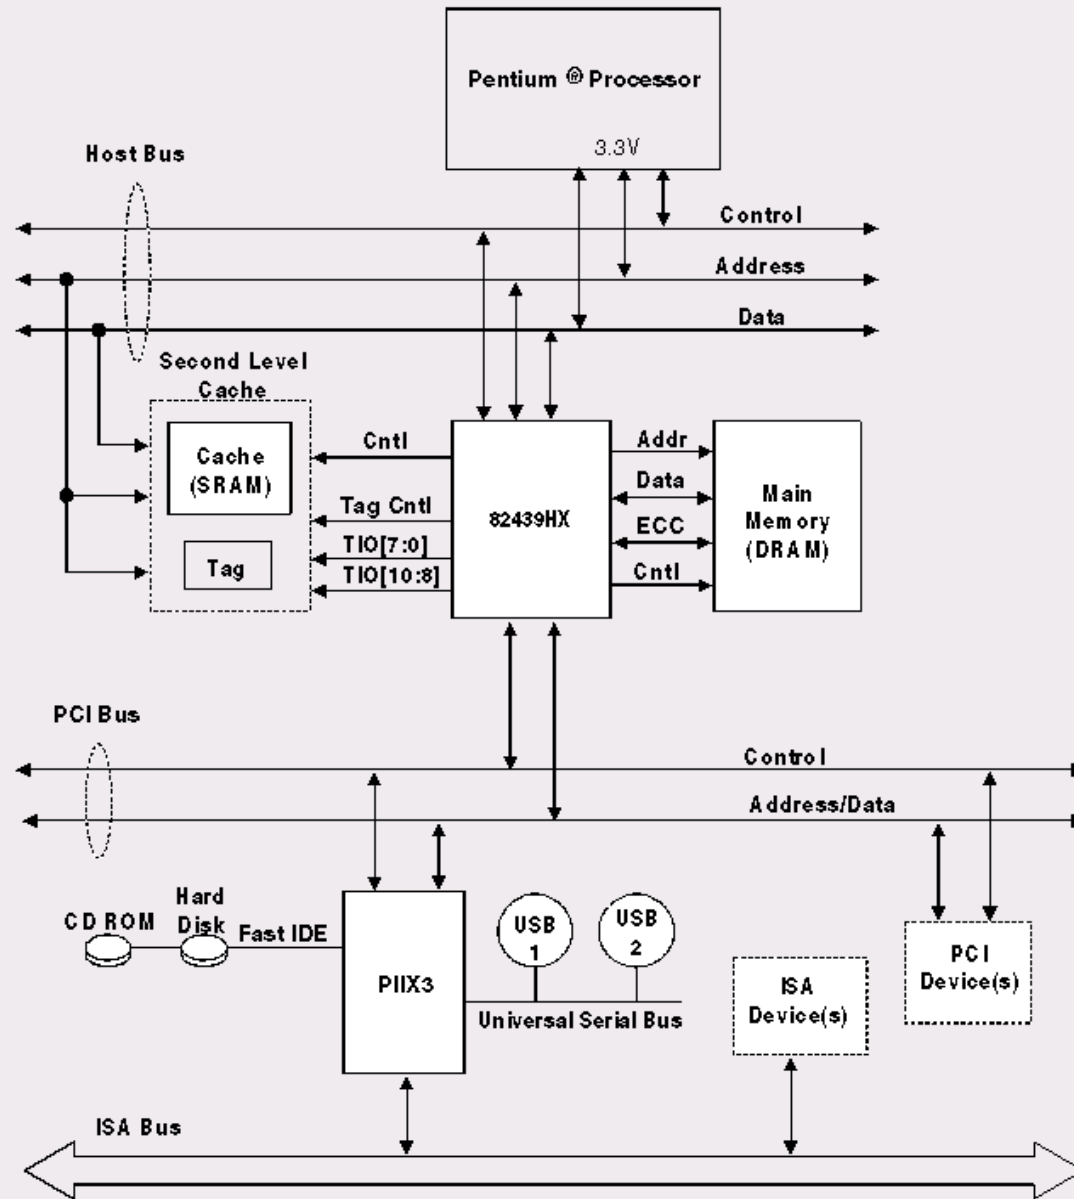 Pentium ® Processor
3.3V
Host Bus
Control
Address
Data
Second Level
Cache
Cache
(SRAM)
Tag
Cntl
Tag Cntl
TIO[7:0]
TIO[10:8]
82439HX
Addr
Data
ECC
Cntl
Main
Memory
(DRAM)
PCI Bus
Control
Address/Data
CD ROM
Hard
Disk
Fast IDE
PIIX3
USB
1
USB
2
Universal Serial Bus
ISA
Device(s)
PCI
Device(s)
ISA Bus